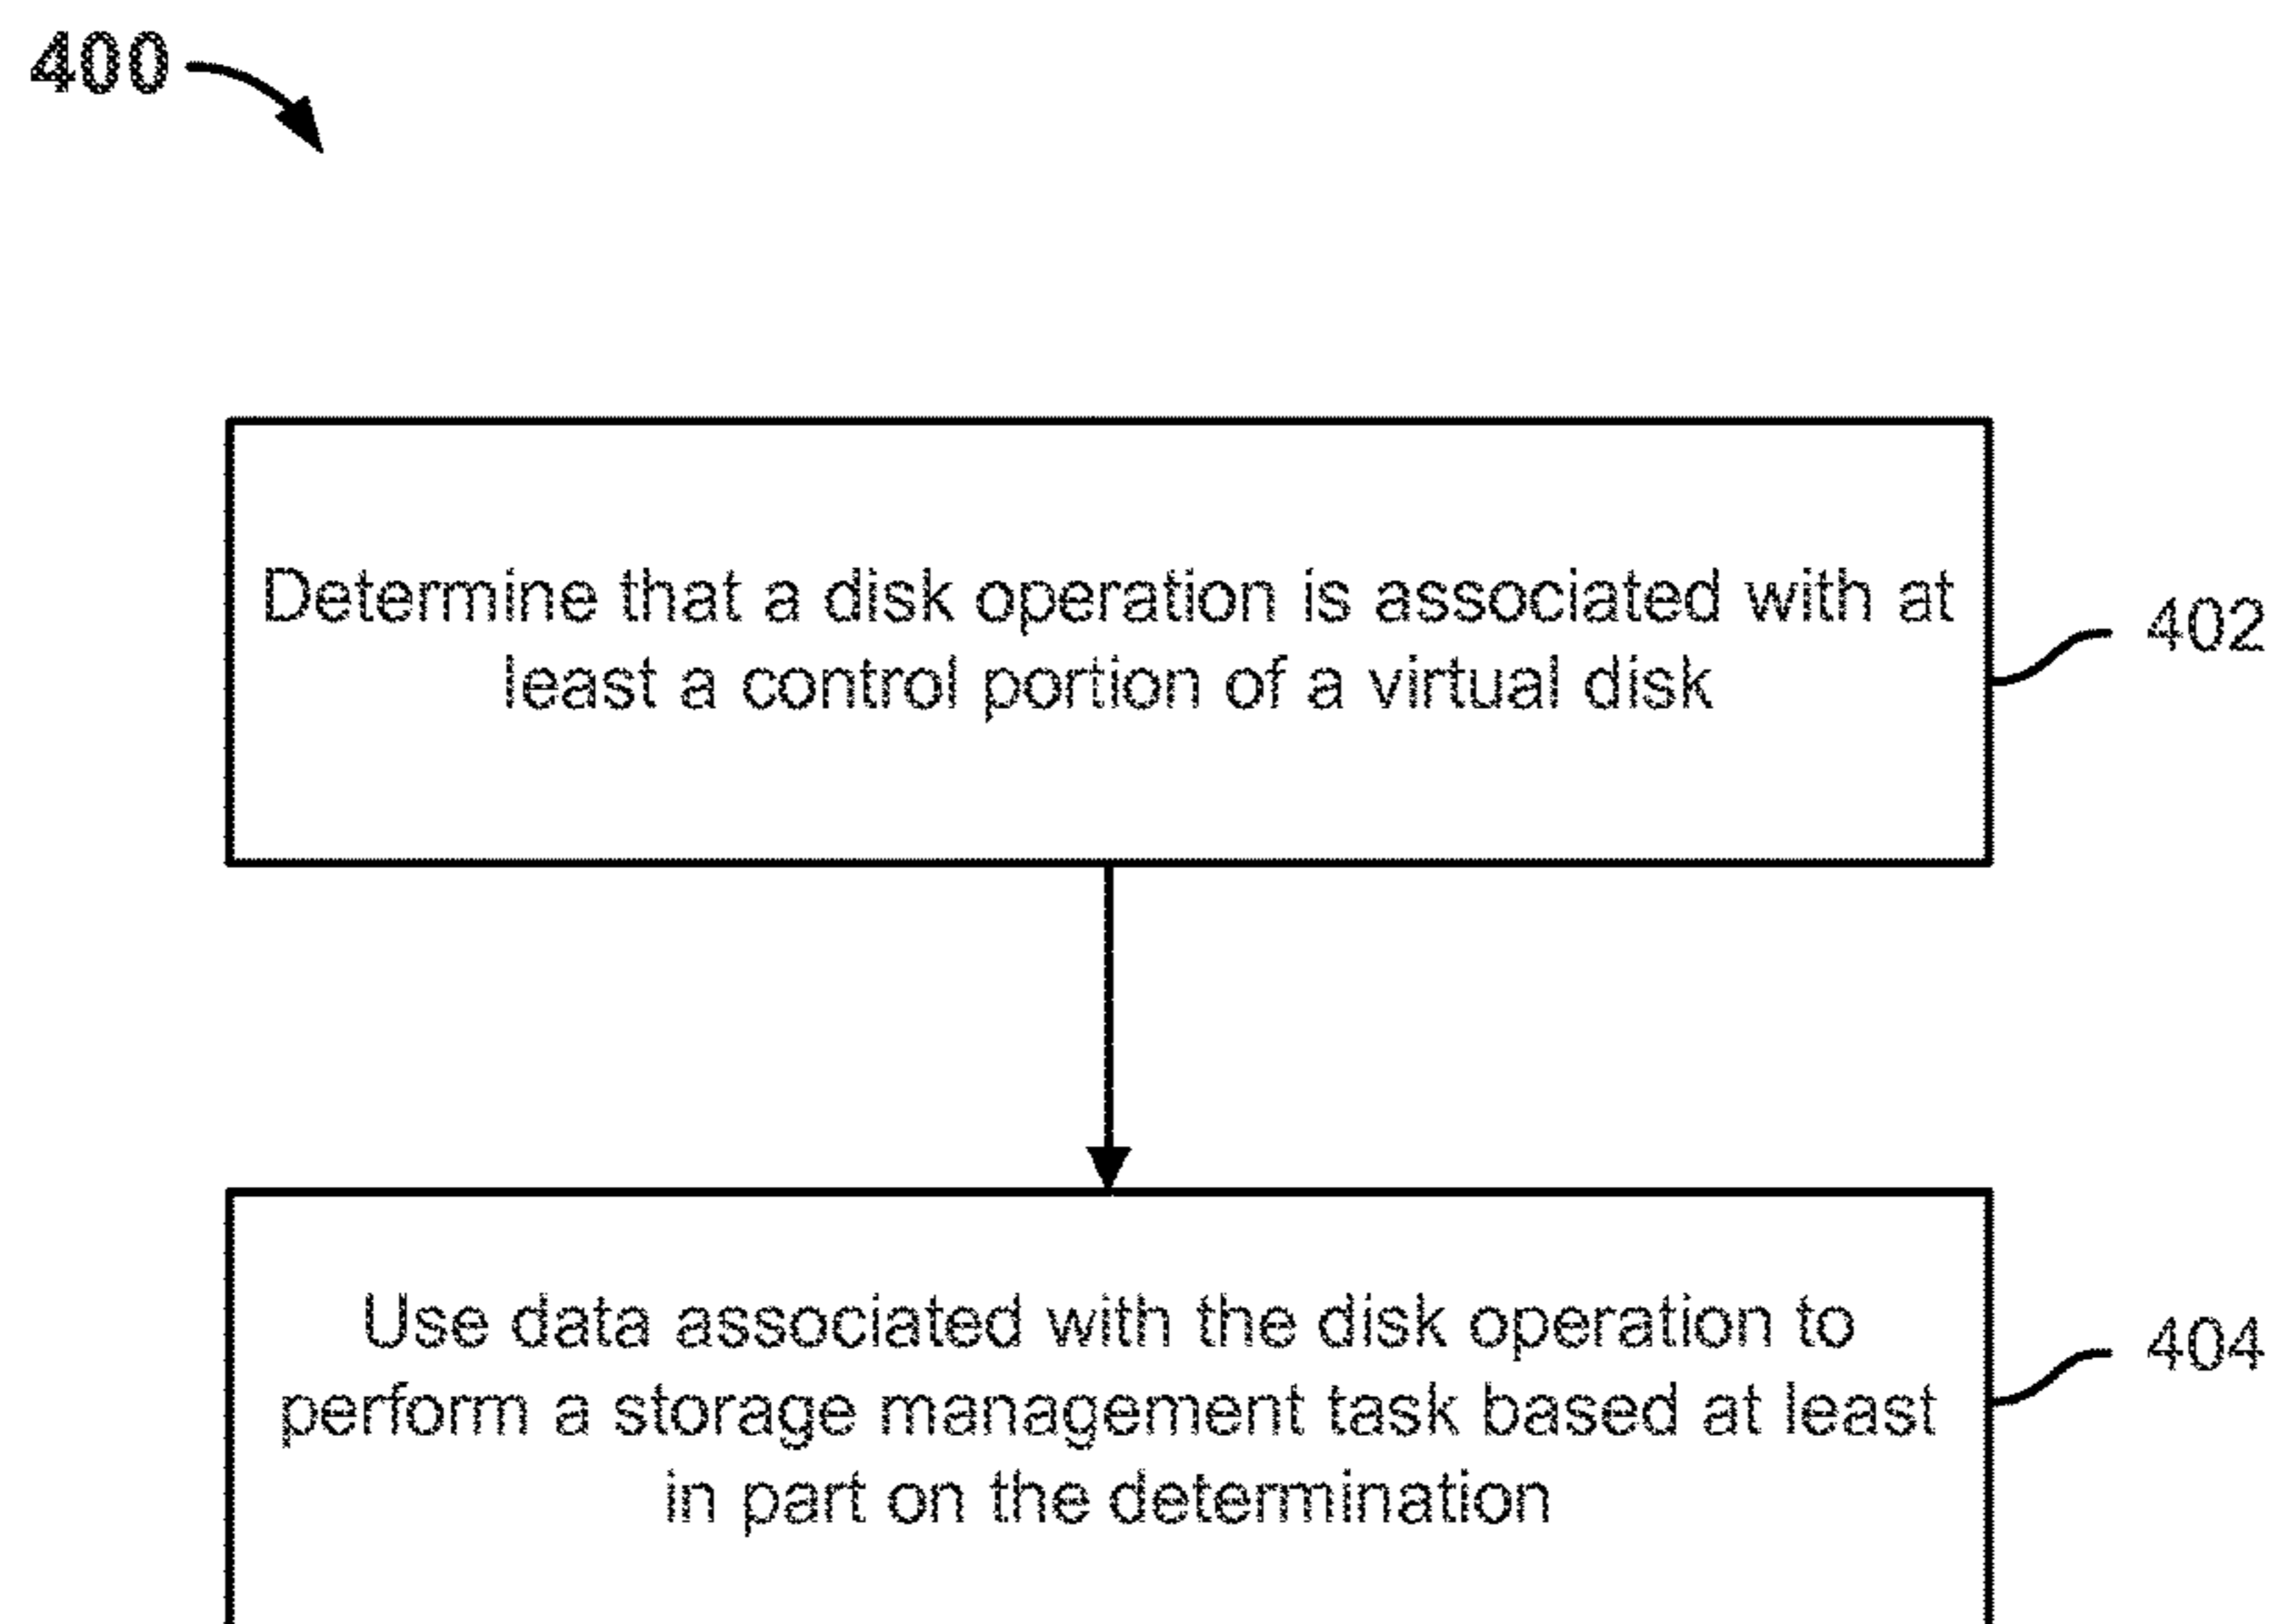 400
Determine that a disk operation is associated with at
least a control portion of a virtual disk
402
Use data associated with the disk operation to
perform a storage management task based at least
in part on the determination
404